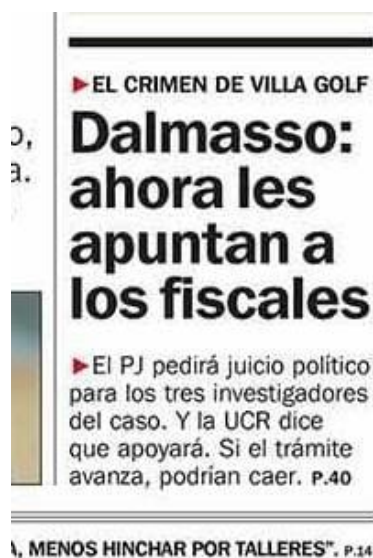 EL CRIMEN DE VILLA GOLF
Dalmasso:
ahora les
apuntan a
los fiscales
El PJ pedirá juicio político
para los tres investigadores
del caso. Y la UCR dice
que apoyará. Si el trámite
avanza, podrían caer. P.40
, MENOS HINCHAR POR TALLERES”. P.14